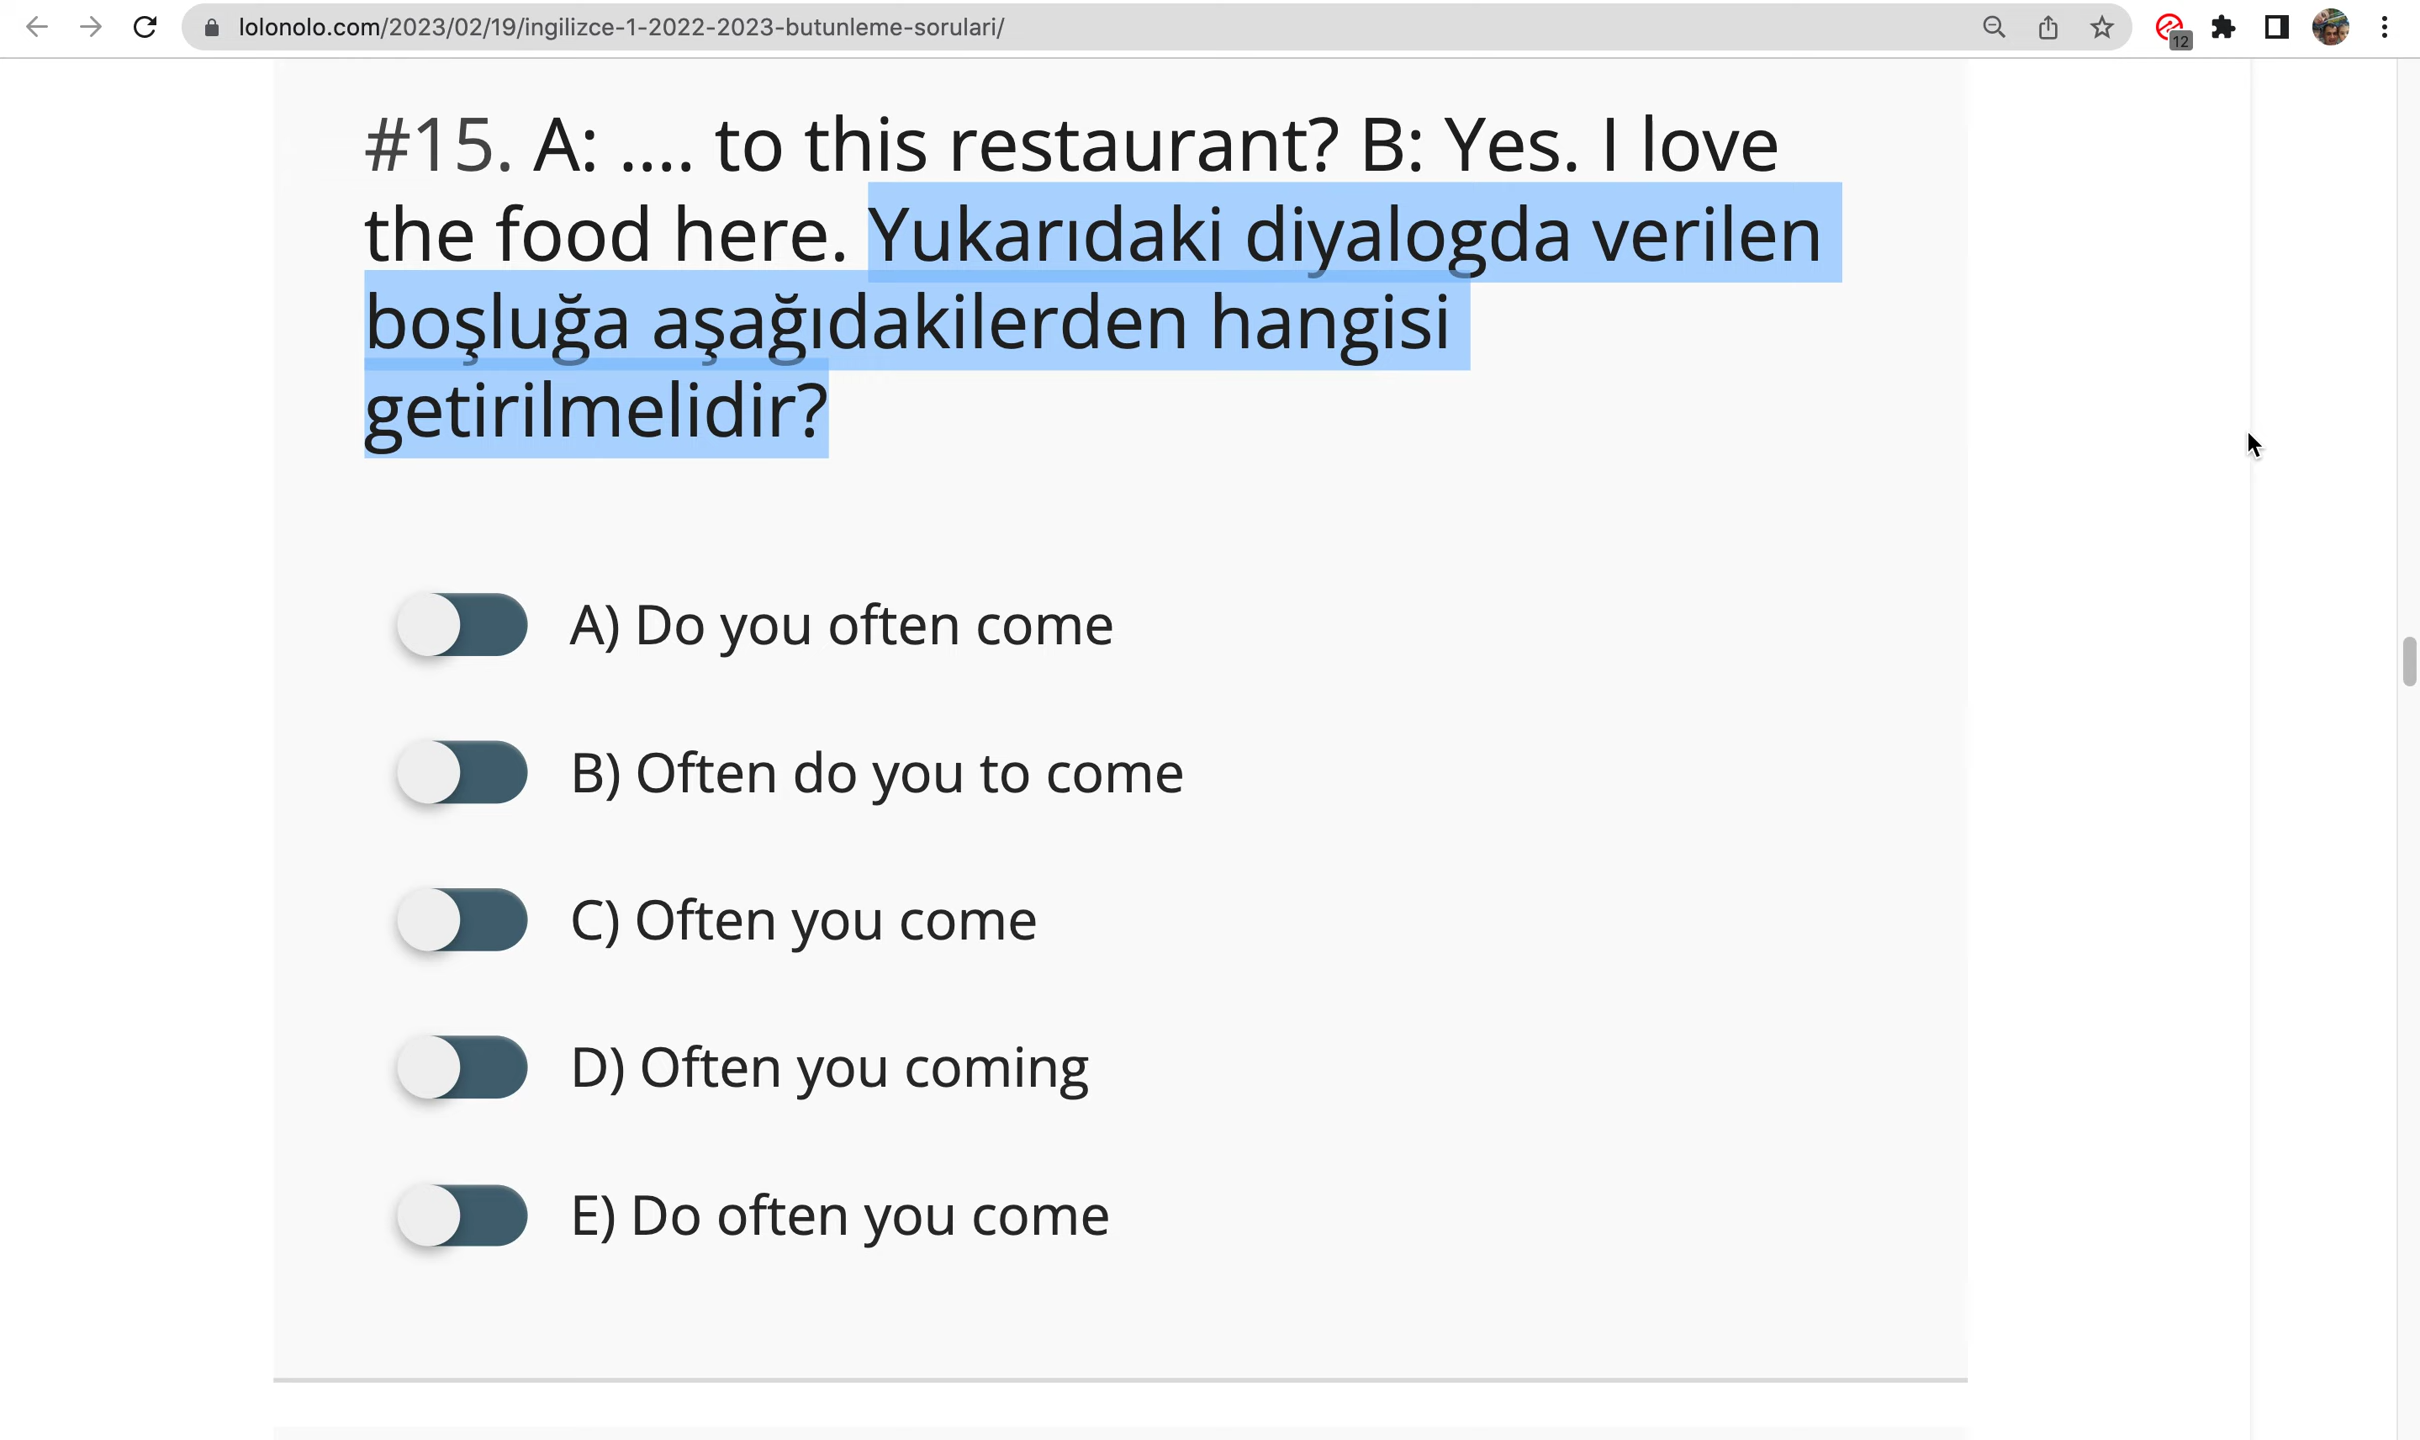 lolonolo.com/2023/02/19/ingilizce-1-2022-2023-butunleme-sorulari/
12
#15. A: .... to this restaurant? B: Yes. I love
the food here. Yukarıdaki diyalogda verilen
boşluğa aşağıdakilerden hangisi
getirilmelidir?
A) Do you often come
B) Often do you to come
C) Often you come
D) Often you coming
E) Do often you come